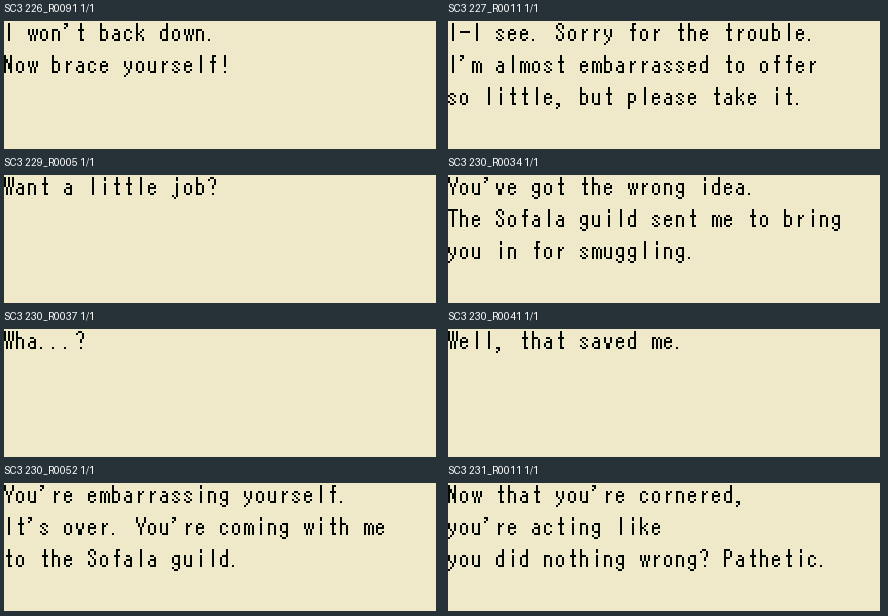 SC3 226_R0091 1/1
I won't back down.
Now brace yourself!
SC3 227_R0011 1/1
I-I see. Sorry for the trouble.
I'm almost embarrassed to offer
so little, but please take it.
SC3 229_R0005 1/1
Want a little job?
SC3 230_R0034 1/1
You've got the wrong idea.
The Sofala guild sent me to bring
you in for smuggling.
SC3 230_R0037 1/1
Wha...?
SC3 230_R0041 1/1
Well, that saved me.
SC3 230_R0052 1/1
You're embarrassing yourself.
It's over. You're coming with me
to the Sofala guild.
SC3 231_R0011 1/1
Now that you're cornered,
you're acting like
you did nothing wrong? Pathetic.